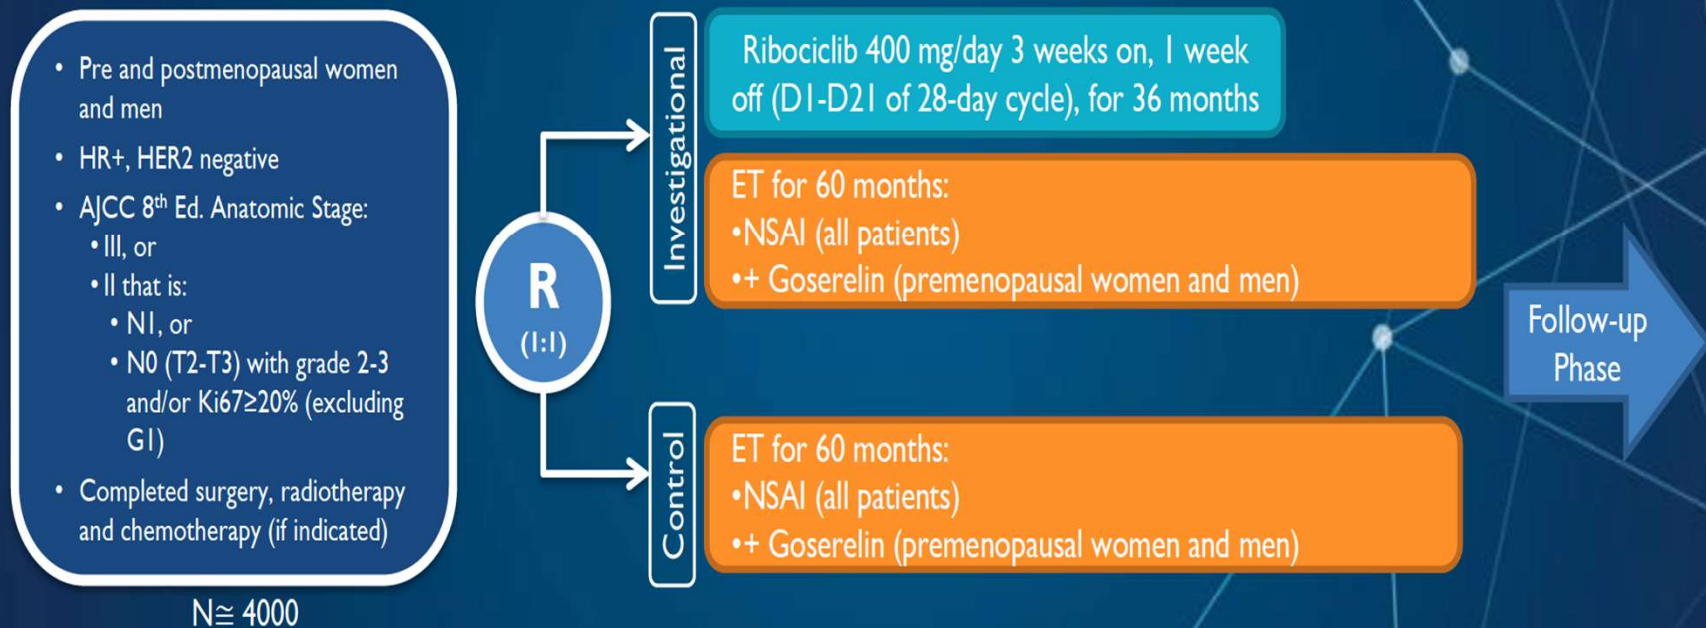 • Pre and postmenopausal women
and men
• HR+, HER2 negative
• AJCC 8th Ed. Anatomic Stage:
• III, or
• II that is:
• N1, or
• N0 (T2-T3) with grade 2-3
and/or Ki67≥20% (excluding
G1)
• Completed surgery, radiotherapy
and chemotherapy (if indicated)
N≅ 4000
R
(1:1)
Investigational
Ribociclib 400 mg/day 3 weeks on, 1 week
off (D1-D21 of 28-day cycle), for 36 months
ET for 60 months:
•NSAI (all patients)
•+ Goserelin (premenopausal women and men)
Control
ET for 60 months:
•NSAI (all patients)
•+ Goserelin (premenopausal women and men)
Follow-up
Phase